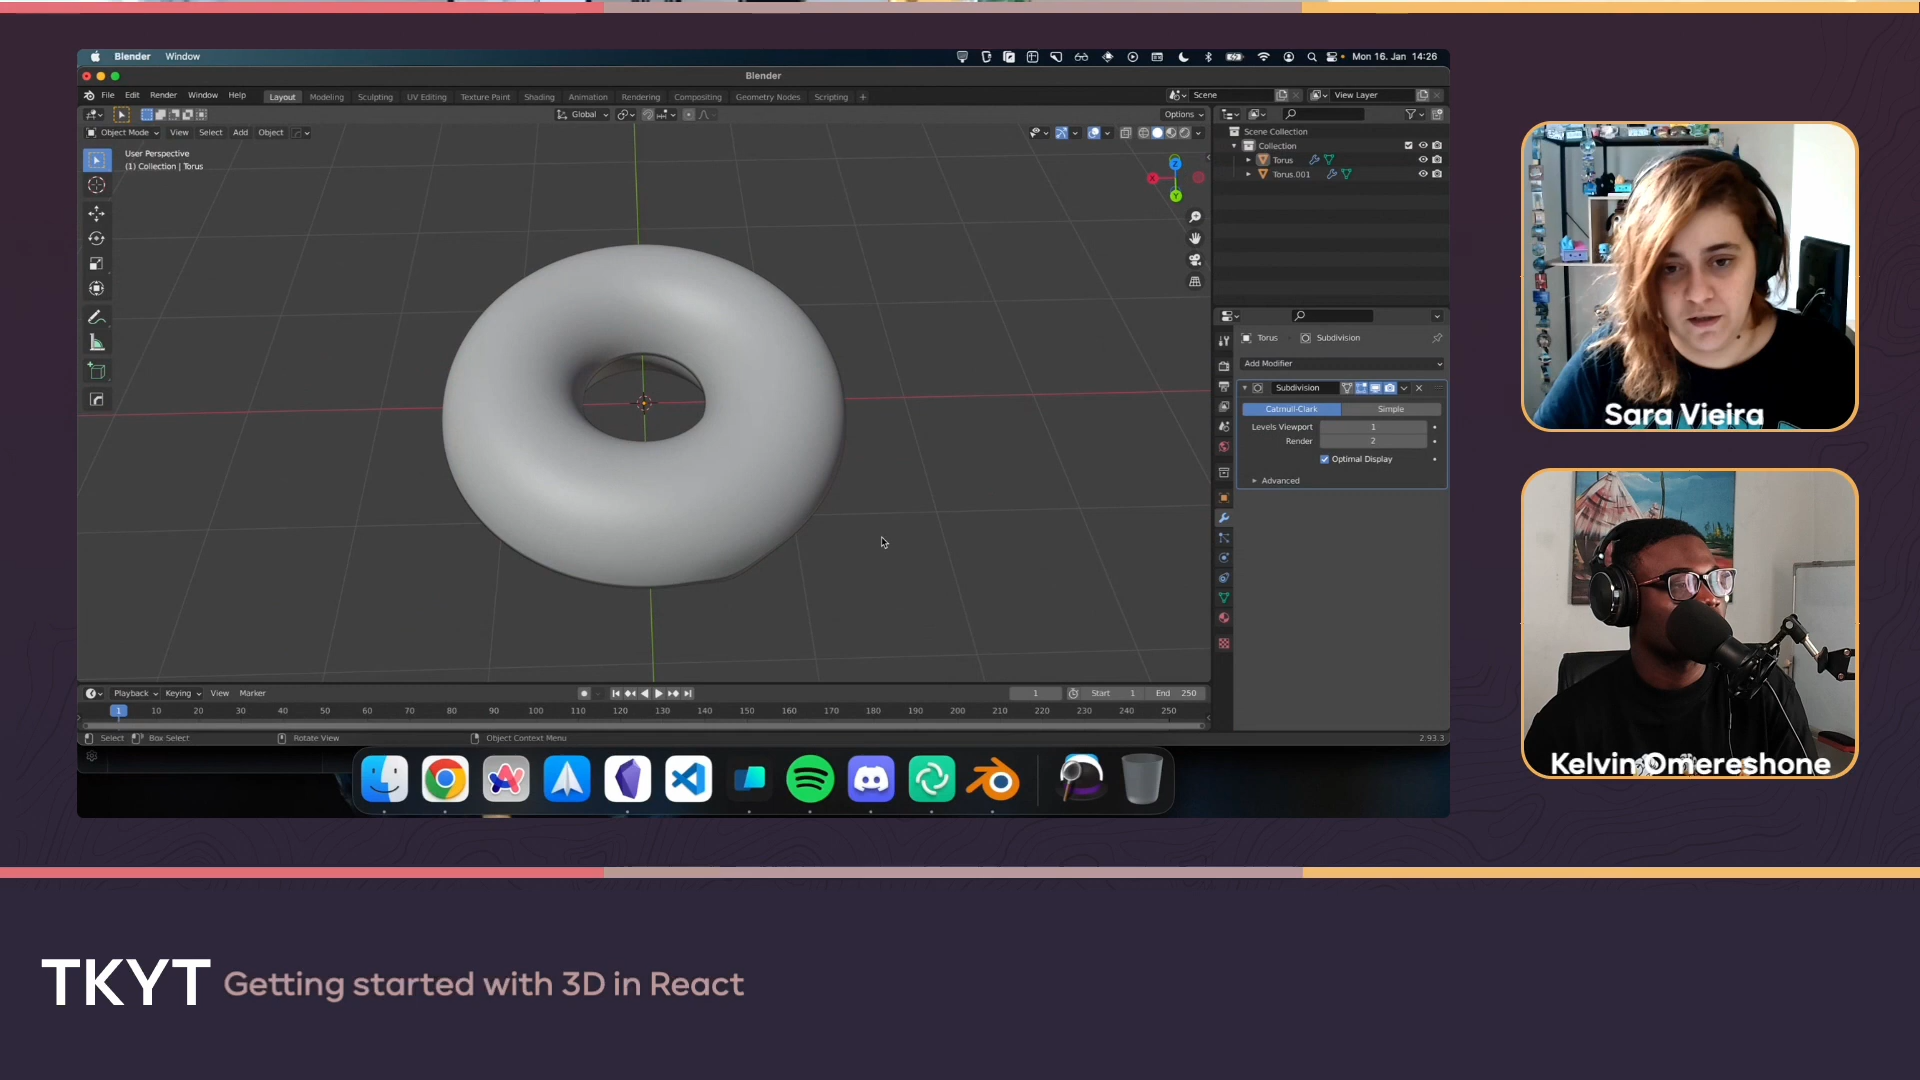 Blender Window Mon 16. Jan 14:26
Blender
File Edit Render Window Help Layout Modeling Sculpting UV Editing Texture Paint Shading Animation Rendering Compositing Geometry Nodes Scripting + Scene View Layer
Global Options
Object Mode View Select Add Object
User Perspective
(1) Collection | Torus
Z
X
Y
Scene Collection
Collection
Torus
Torus.001
Torus Subdivision
Add Modifier
Subdivision
Catmull-Clark Simple
Levels Viewport 1
Render 2
Optimal Display
Advanced
Playback Keying View Marker 1 Start 1 End 250
1 10 20 30 40 50 60 70 80 90 100 110 120 130 140 150 160 170 180 190 200 210 220 230 240 250
Select Box Select Rotate View Object Context Menu 2.93.3
Sara Vieira
Kelvin Omereshone
TKYT Getting started with 3D in React